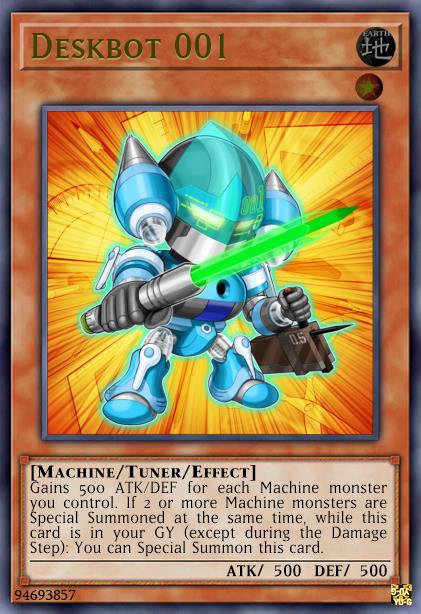 DESKBOT 001
EARTH
地
001
0.5
[MACHINE/TUNER/EFFECT]
Gains 500 ATK/DEF for each Machine monster
you control. If 2 or more Machine monsters are
Special Summoned at the same time, while this
card is in your GY (except during the Damage
Step): You can Special Summon this card.
ATK/ 500 DEF/ 500
94693857